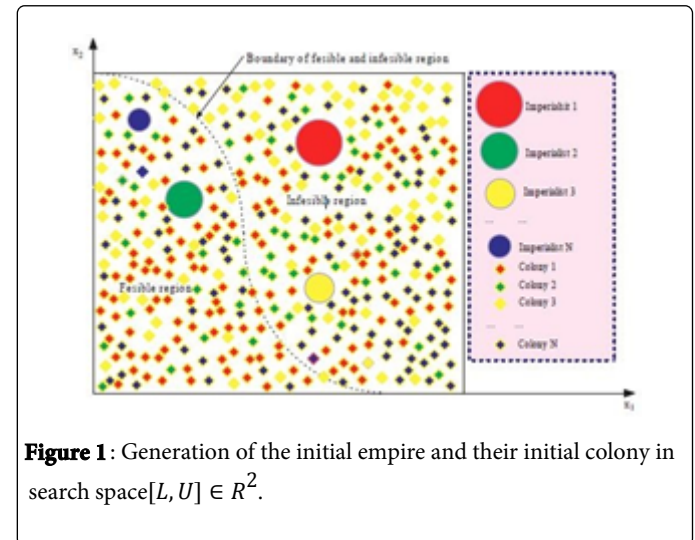 x₂
Boundary of fesible and infesible region
Imperialist 1
Imperialist 2
Imperialist 3
... ...
Infesible region
Imperialist N
Colony 1
Colony 2
Fesible region
Colony 3
... ...
Colony N
x₁
Figure 1: Generation of the initial empire and their initial colony in
search space[L, U] ∈ R².